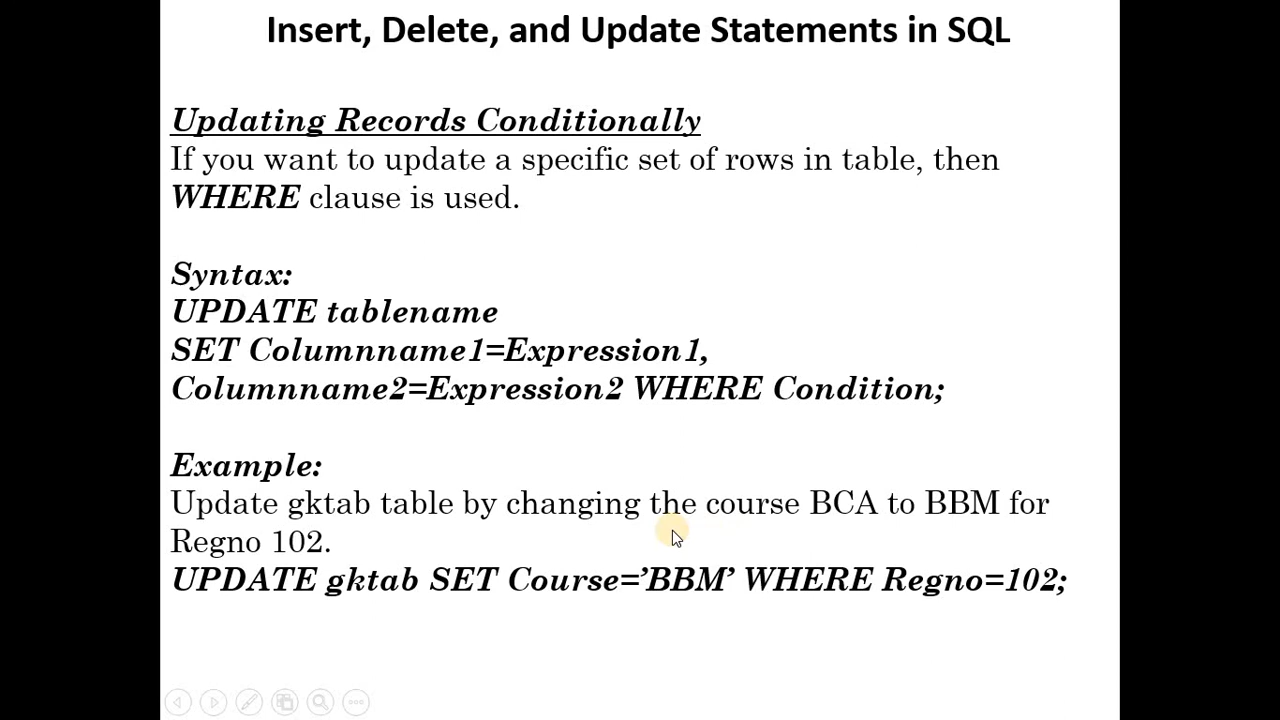 Insert, Delete, and Update Statements in SQL
Updating Records Conditionally
If you want to update a specific set of rows in table, then
WHERE clause is used.
Syntax:
UPDATE tablename
SET Columnname1=Expression1,
Columnname2=Expression2 WHERE Condition;
Example:
Update gktab table by changing the course BCA to BBM for
Regno 102.
UPDATE gktab SET Course=’BBM’ WHERE Regno=102;